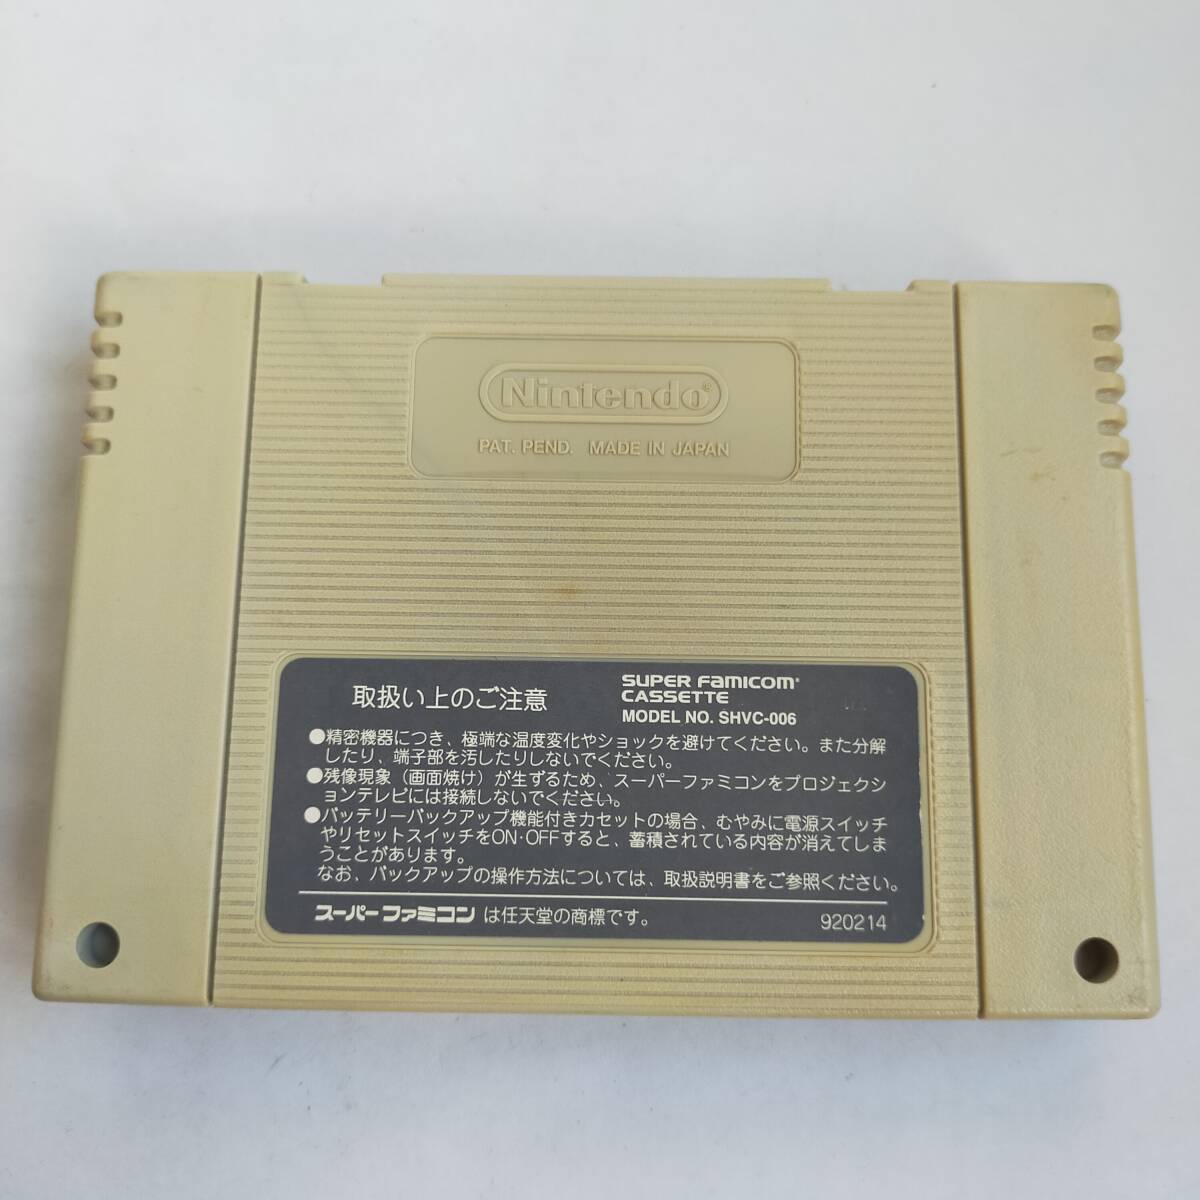 Nintendo®
PAT. PEND. MADE IN JAPAN
取扱い上のご注意
SUPER FAMICOM®
CASSETTE
MODEL NO. SHVC-006
●精密機器につき、極端な温度変化やショックを避けてください。また分解
したり、端子部を汚したりしないでください。
●残像現象(画面焼け)が生ずるため、スーパーファミコンをプロジェクシ
ョンテレビには接続しないでください。
●バッテリーバックアップ機能付きカセットの場合、むやみに電源スイッチ
やリセットスイッチをON・OFFすると、蓄積されている内容が消えてしま
うことがあります。
なお、バックアップの操作方法については、取扱説明書をご参照ください。
スーパーファミコンは任天堂の商標です。
920214